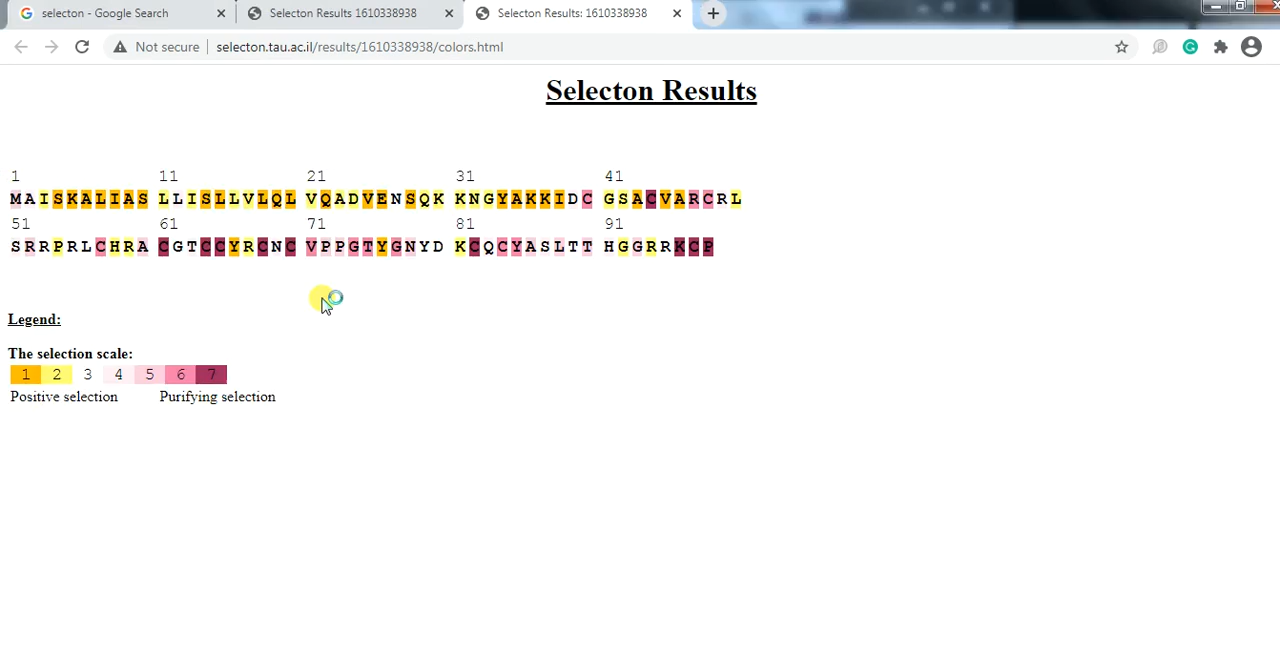 selecton - Google Search Selecton Results 1610338938 Selecton Results: 1610338938
Not secure selecton.tau.ac.il/results/1610338938/colors.html
Selecton Results
1 11 21 31 41
MAISKALIAS LLISLLVLQL VQADVENSQK KNGYAKKIDC GSACVARCRL
51 61 71 81 91
SRRPRLCHRA CGTCCYRCNC VPPGTYGNYD KCQCYASLTT HGGRRKCP
Legend:
The selection scale:
1 2 3 4 5 6 7
Positive selection Purifying selection